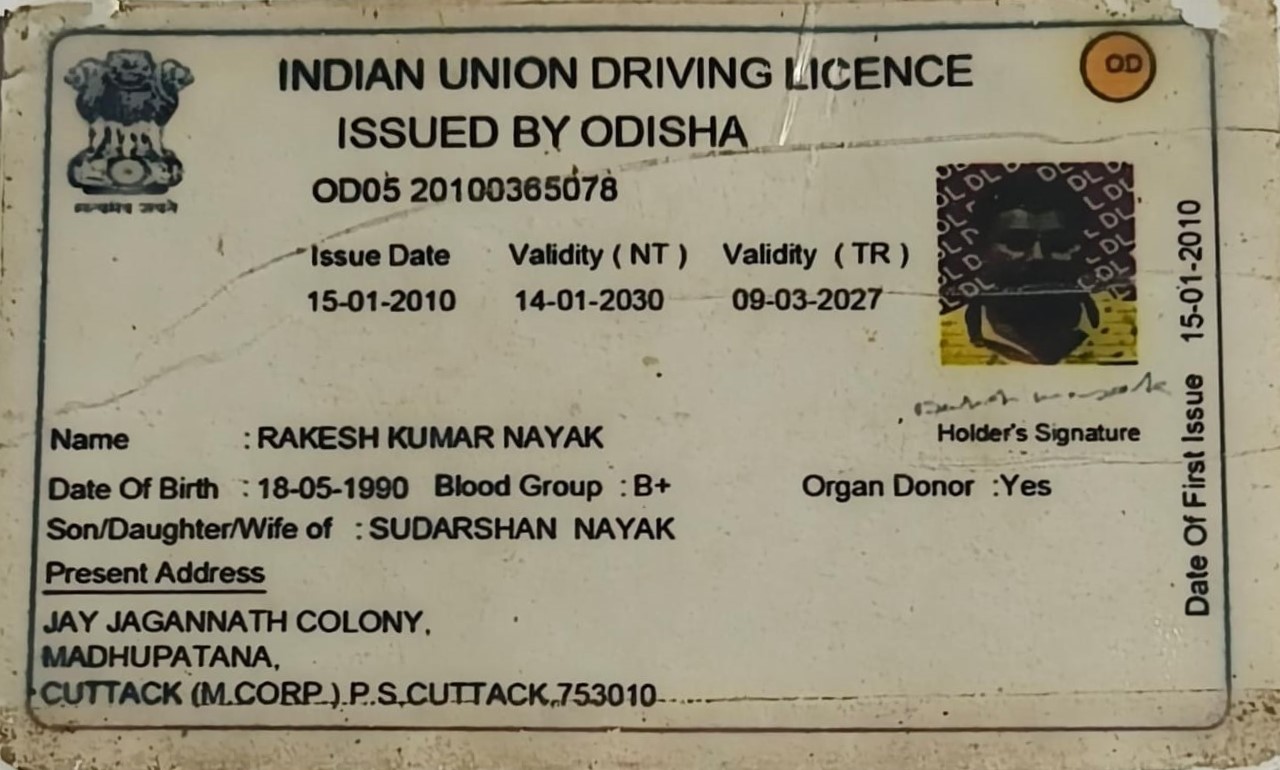 INDIAN UNION DRIVING LICENCE
OD
ISSUED BY ODISHA
OD05 20100365078
Issue Date Validity ( NT ) Validity ( TR )
15-01-2010 14-01-2030 09-03-2027
Date Of First Issue 15-01-2010
Holder's Signature
Name : RAKESH KUMAR NAYAK
Date Of Birth : 18-05-1990 Blood Group : B+ Organ Donor :Yes
Son/Daughter/Wife of : SUDARSHAN NAYAK
Present Address
JAY JAGANNATH COLONY,
MADHUPATANA,
CUTTACK (M.CORP.).P.S,CUTTACK,753010